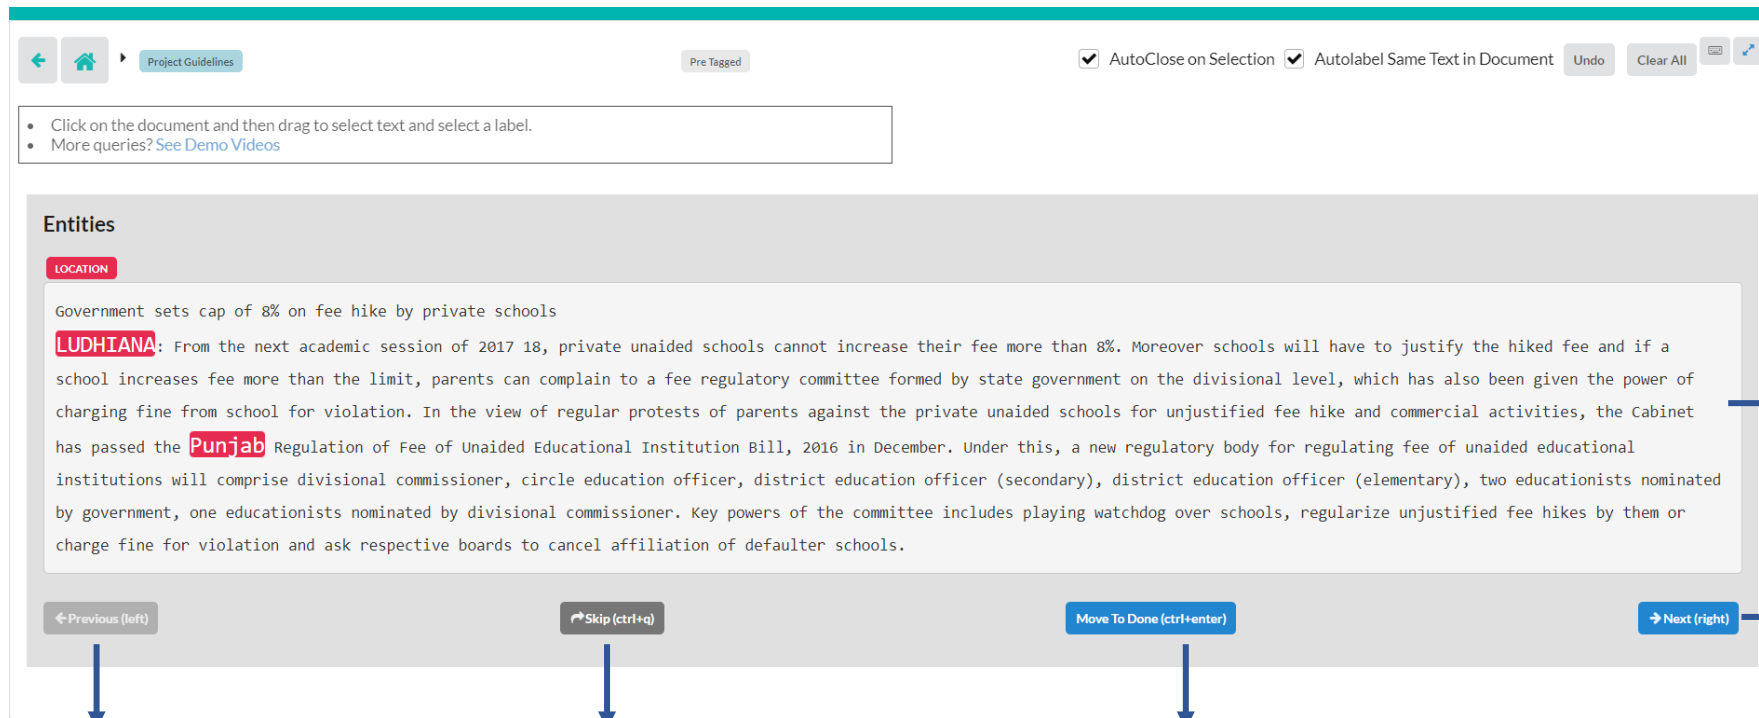 Project Guidelines
Pre Tagged
AutoClose on Selection
Autolabel Same Text in Document
Undo
Clear All
Click on the document and then drag to select text and select a label.
More queries? See Demo Videos
Entities
LOCATION
Government sets cap of 8% on fee hike by private schools
LUDHIANA: From the next academic session of 2017 18, private unaided schools cannot increase their fee more than 8%. Moreover schools will have to justify the hiked fee and if a
school increases fee more than the limit, parents can complain to a fee regulatory committee formed by state government on the divisional level, which has also been given the power of
charging fine from school for violation. In the view of regular protests of parents against the private unaided schools for unjustified fee hike and commercial activities, the Cabinet
has passed the Punjab Regulation of Fee of Unaided Educational Institution Bill, 2016 in December. Under this, a new regulatory body for regulating fee of unaided educational
institutions will comprise divisional commissioner, circle education officer, district education officer (secondary), district education officer (elementary), two educationists nominated
by government, one educationists nominated by divisional commissioner. Key powers of the committee includes playing watchdog over schools, regularize unjustified fee hikes by them or
charge fine for violation and ask respective boards to cancel affiliation of defaulter schools.
Previous (left)
Skip (ctrl+q)
Move To Done (ctrl+enter)
Next (right)